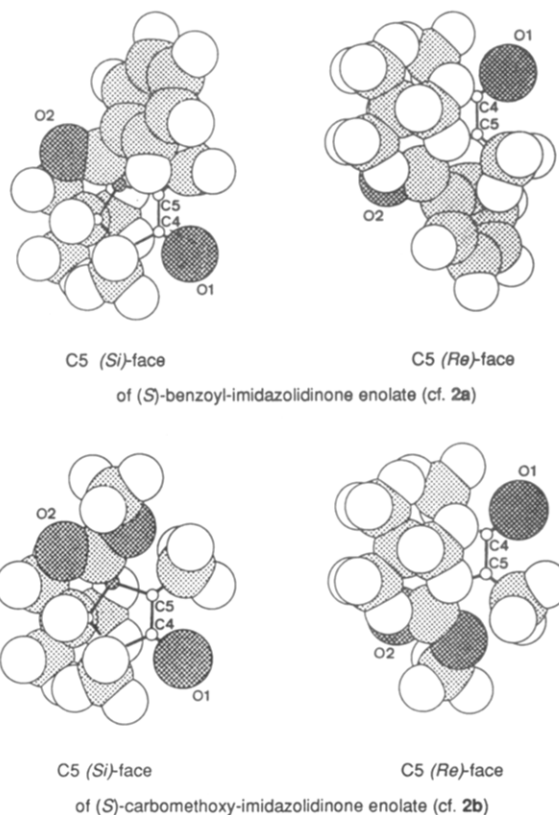 O1
O2
C4
C5
C5
C4
O2
O1
C5 (Si)-face C5 (Re)-face
of (S)-benzoyl-imidazolidinone enolate (cf. 2a)
O1
O2
C4
C5
C5
C4
O2
O1
C5 (Si)-face C5 (Re)-face
of (S)-carbomethoxy-imidazolidinone enolate (cf. 2b)